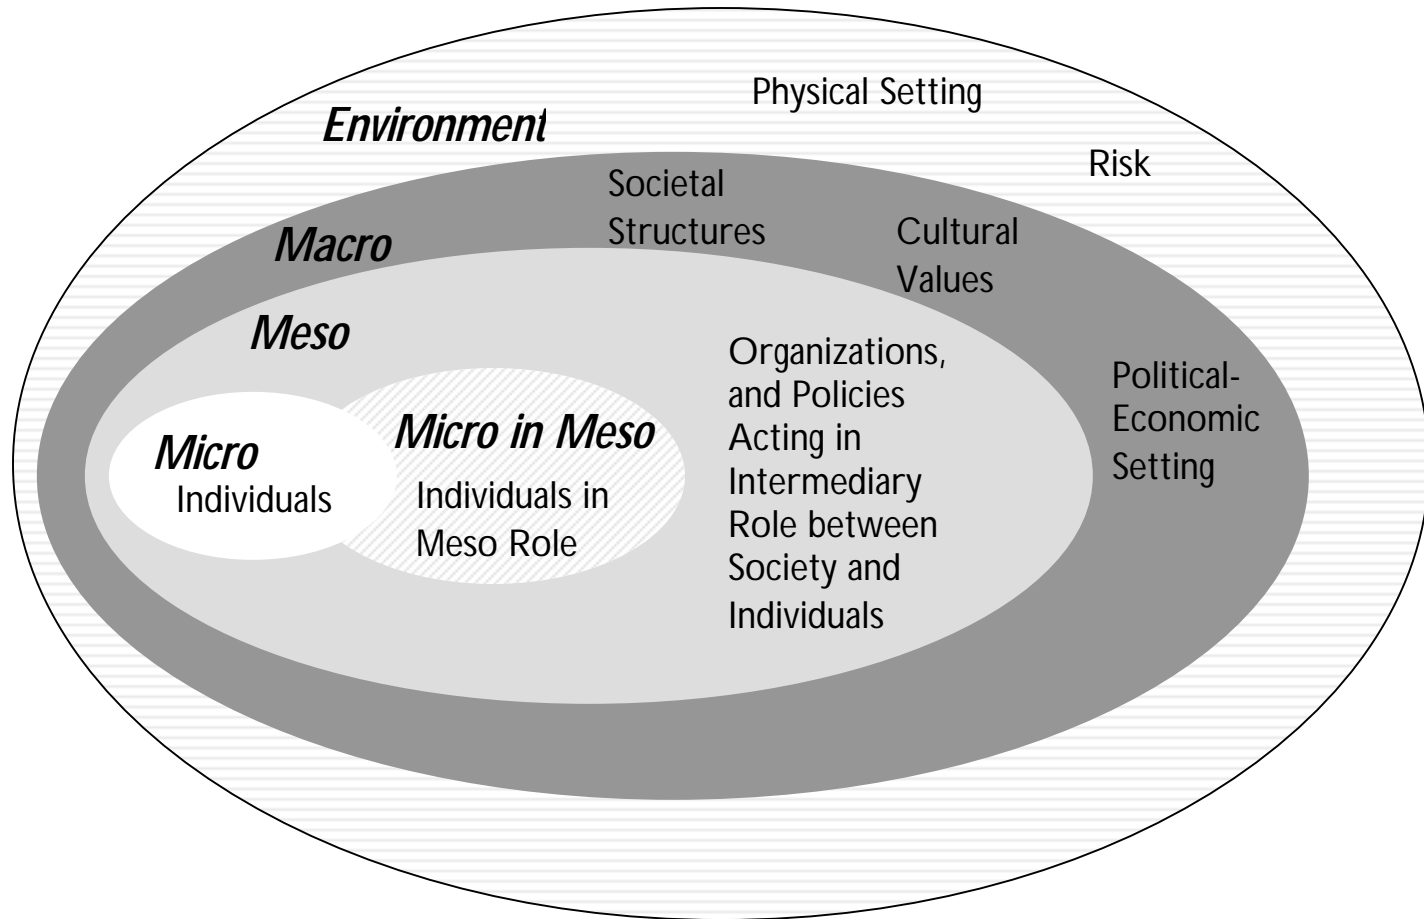 Physical Setting
Environment
Risk
Societal
Structures
Cultural
Values
Macro
Meso
Organizations,
and Policies
Acting in
Intermediary
Role between
Society and
Individuals
Political-
Economic
Setting
Micro
Individuals
Micro in Meso
Individuals in
Meso Role